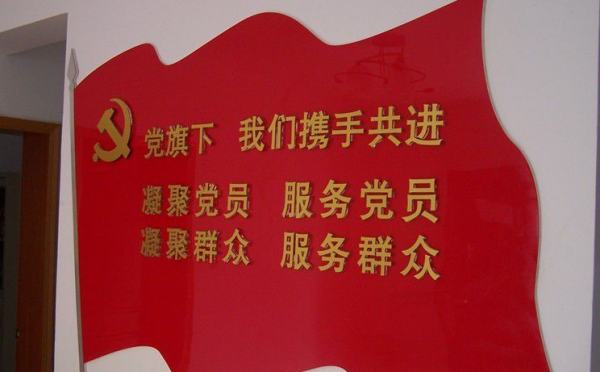 党旗下 我们携手共进
凝聚党员 服务党员
凝聚群众 服务群众